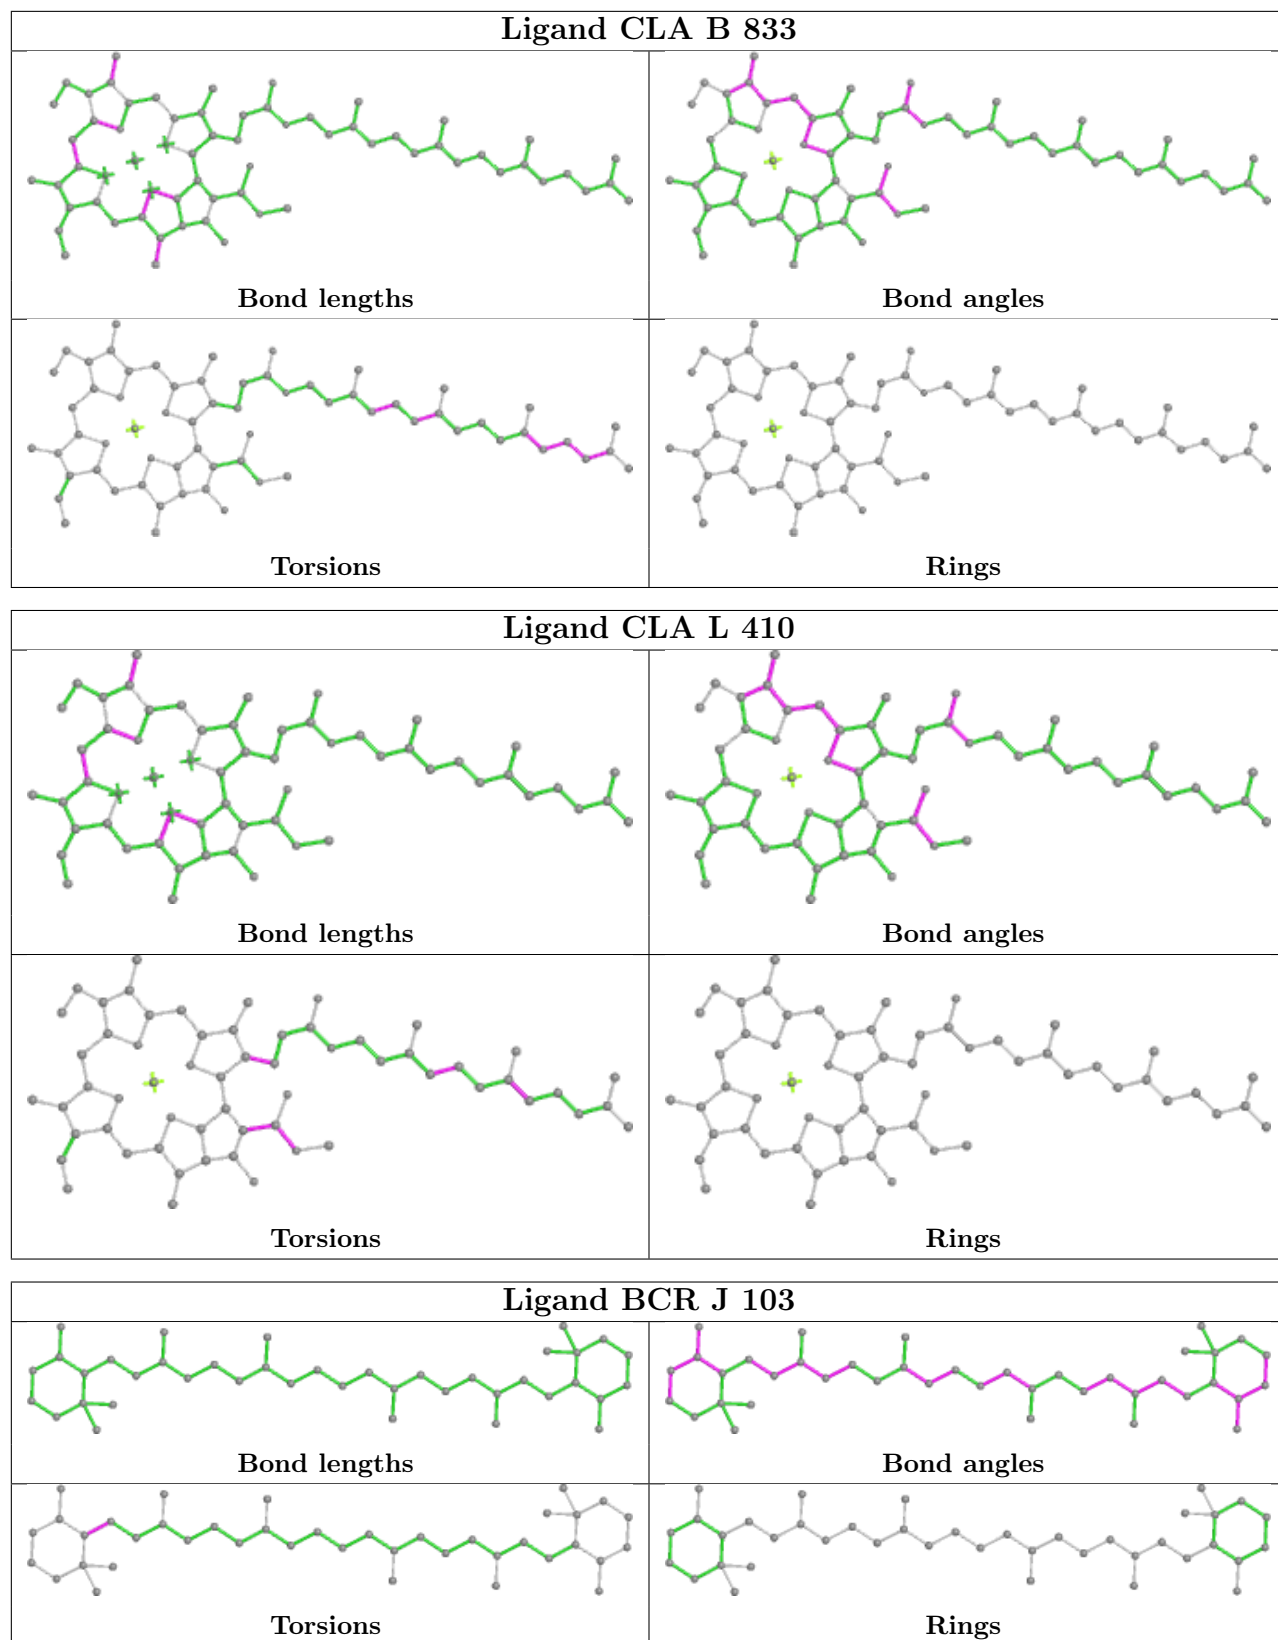 Ligand CLA B 833
Bond lengths
Bond angles
Torsions
Rings
Ligand CLA L 410
Bond lengths
Bond angles
Torsions
Rings
Ligand BCR J 103
Bond lengths
Bond angles
Torsions
Rings